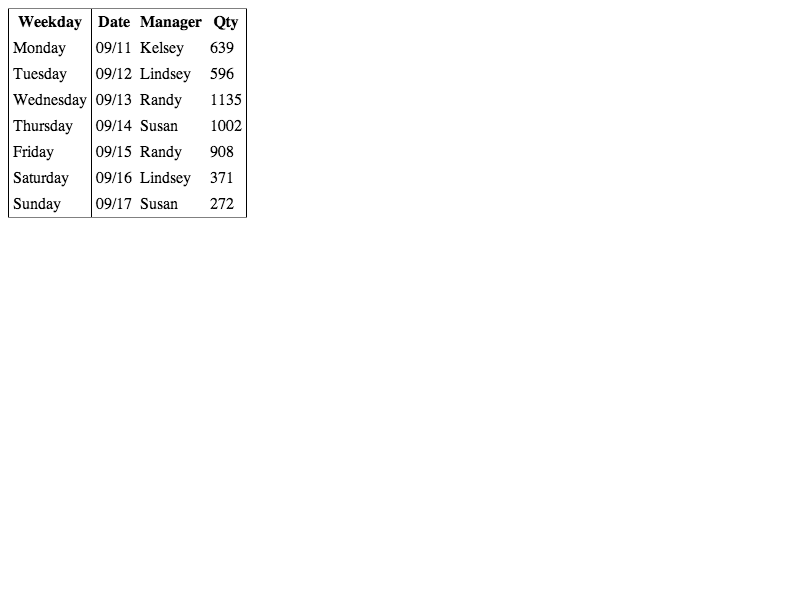 Weekday Date Manager Qty
Monday 09/11 Kelsey 639
Tuesday 09/12 Lindsey 596
Wednesday 09/13 Randy 1135
Thursday 09/14 Susan 1002
Friday 09/15 Randy 908
Saturday 09/16 Lindsey 371
Sunday 09/17 Susan 272